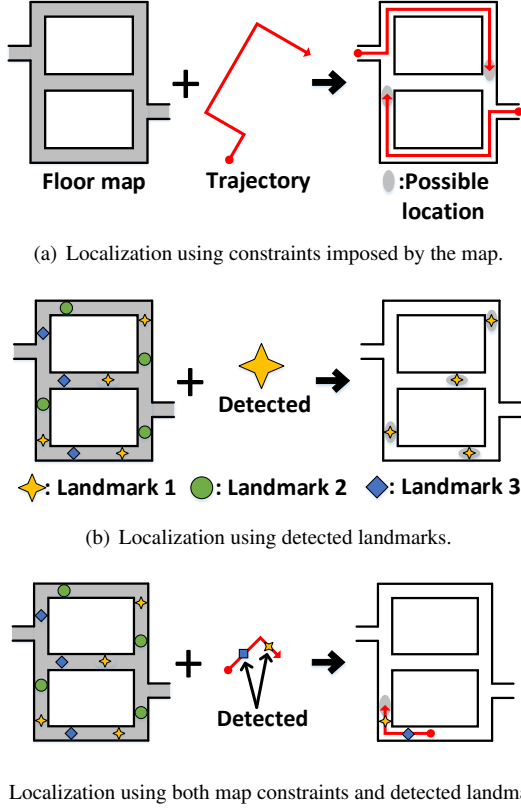 Floor map
Trajectory
:Possible
location
(a) Localization using constraints imposed by the map.
Detected
: Landmark 1
: Landmark 2
: Landmark 3
(b) Localization using detected landmarks.
Detected
Localization using both map constraints and detected